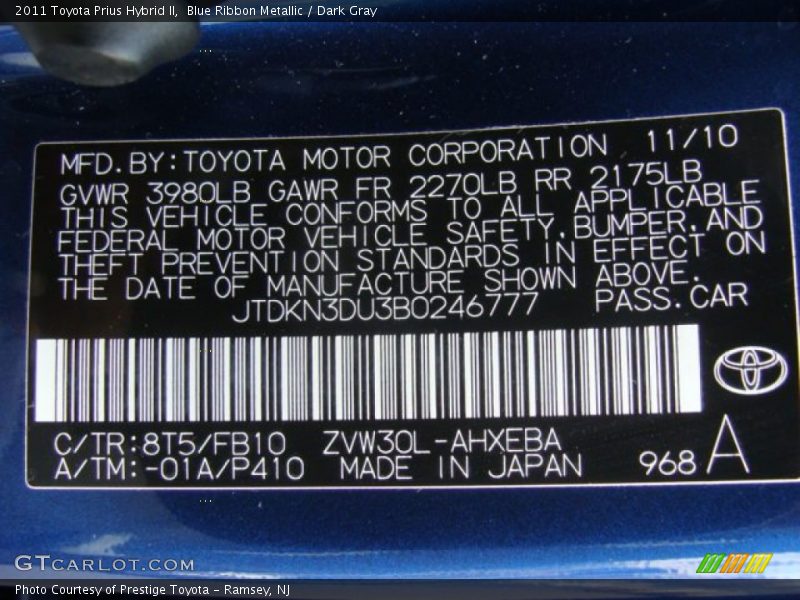 2011 Toyota Prius Hybrid II, Blue Ribbon Metallic / Dark Gray
MFD.BY:TOYOTA MOTOR CORPORATION 11/10
GVWR 3980LB GAWR FR 2270LB RR 2175LB
THIS VEHICLE CONFORMS TO ALL APPLICABLE
FEDERAL MOTOR VEHICLE SAFETY,BUMPER,AND
THEFT PREVENTION STANDARDS IN EFFECT ON
THE DATE OF MANUFACTURE SHOWN ABOVE.
JTDKN3DU3B0246777 PASS.CAR
C/TR:8T5/FB10 ZVW30L-AHXEBA
A/TM:-01A/P410 MADE IN JAPAN 968 A
GTCARLOT.COM
Photo Courtesy of Prestige Toyota - Ramsey, NJ